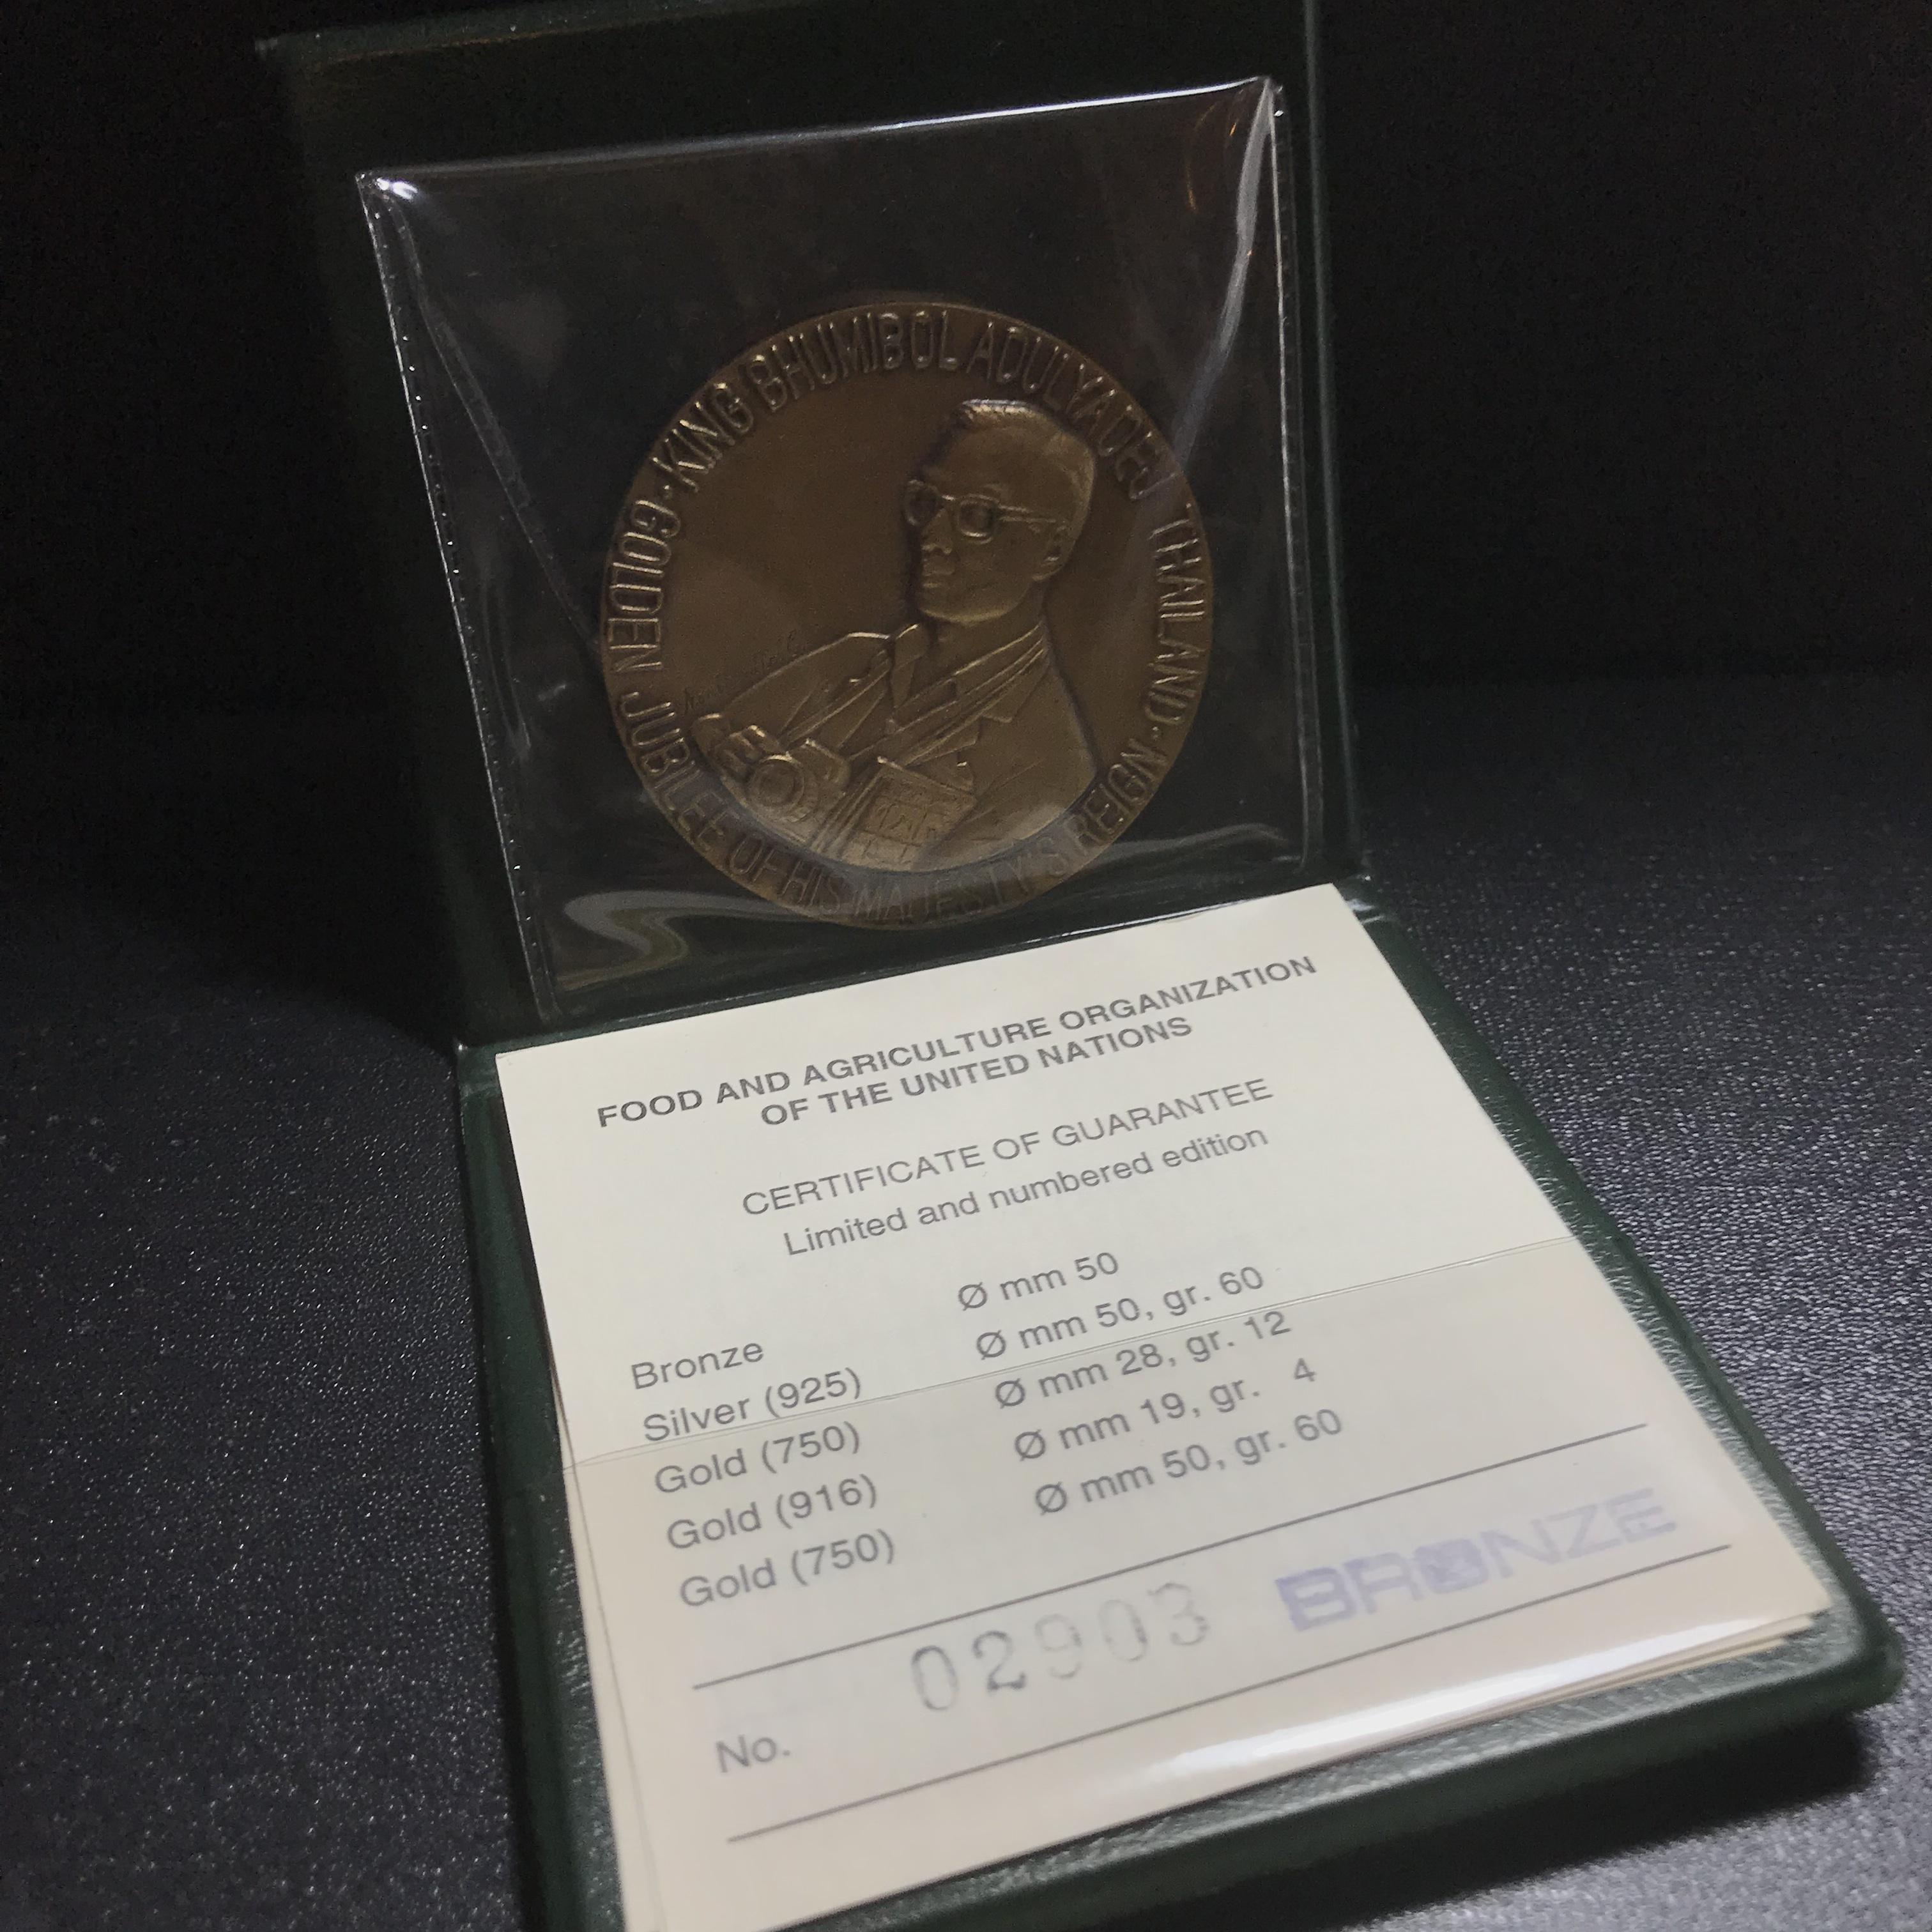 KING BHUMIBOL ADULYADEJ THAILAND ·
GOLDEN JUBILEE OF HIS MAJESTY'S REIGN ·
FOOD AND AGRICULTURE ORGANIZATION
OF THE UNITED NATIONS
CERTIFICATE OF GUARANTEE
Limited and numbered edition
Bronze Ø mm 50
Silver (925) Ø mm 50, gr. 60
Gold (750) Ø mm 28, gr. 12
Gold (916) Ø mm 19, gr. 4
Gold (750) Ø mm 50, gr. 60
No. 02903 BRONZE